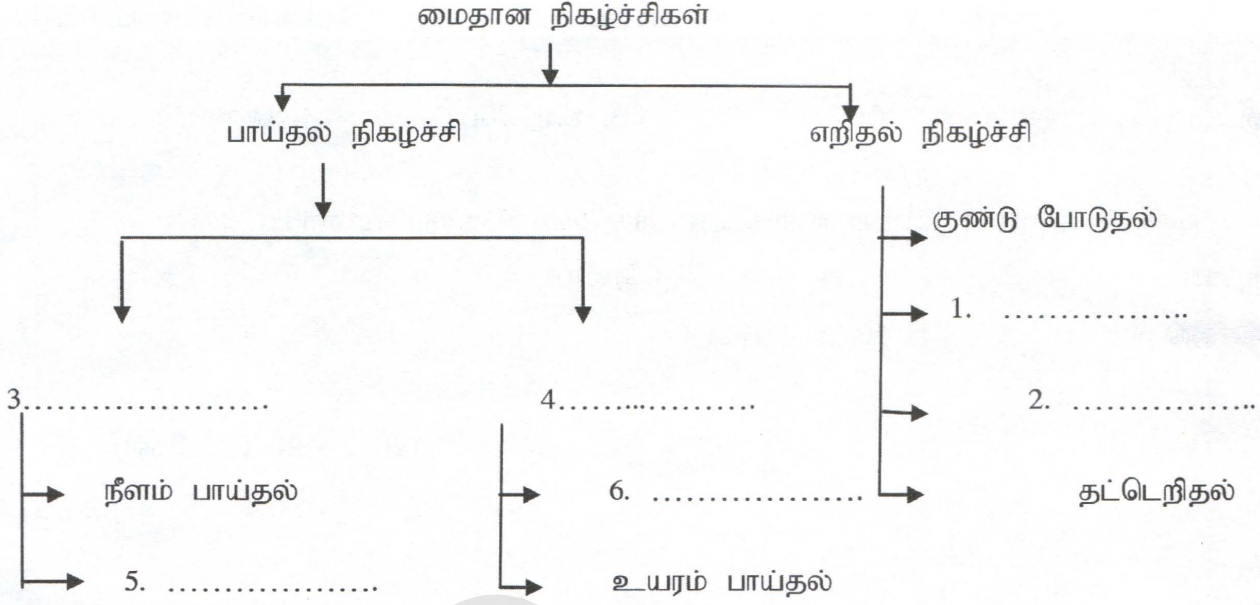 மைதான நிகழ்ச்சிகள்
பாய்தல் நிகழ்ச்சி எறிதல் நிகழ்ச்சி
குண்டு போடுதல்
1. ..................
3........................ 4...................... 2. ..................
நீளம் பாய்தல் 6. ..................... தட்டெறிதல்
5. ..................... உயரம் பாய்தல்